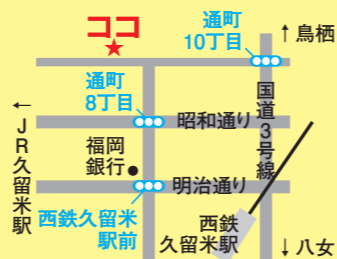 ココ
通町
10丁目
↑鳥栖
通町
8丁目
国道3号線
昭和通り
←JR久留米駅
福岡
銀行
明治通り
西鉄久留米
駅前
西鉄
久留米駅
↓八女